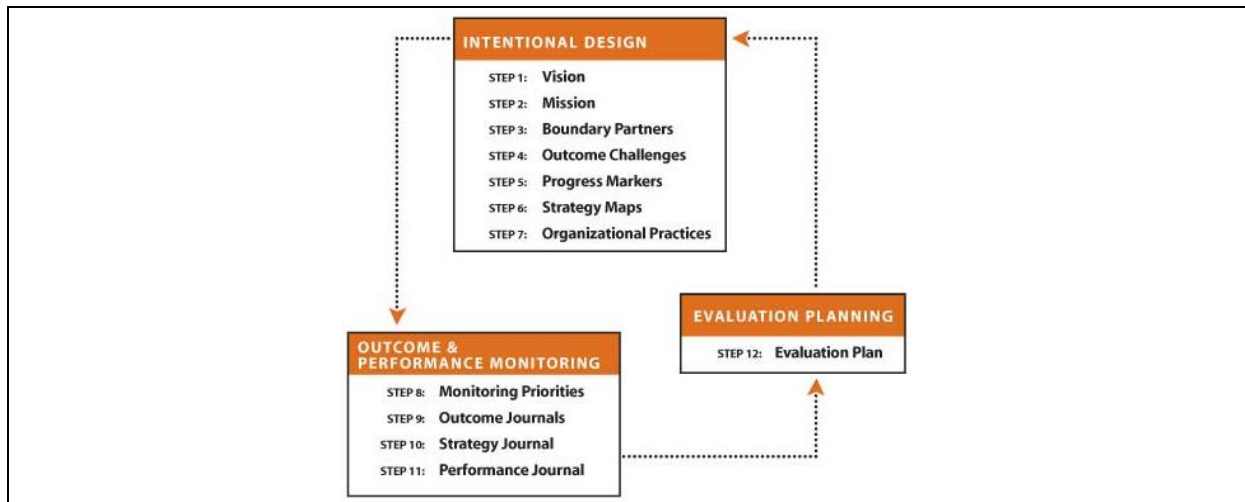 INTENTIONAL DESIGN
STEP 1: Vision
STEP 2: Mission
STEP 3: Boundary Partners
STEP 4: Outcome Challenges
STEP 5: Progress Markers
STEP 6: Strategy Maps
STEP 7: Organizational Practices
OUTCOME &
PERFORMANCE MONITORING
STEP 8: Monitoring Priorities
STEP 9: Outcome Journals
STEP 10: Strategy Journal
STEP 11: Performance Journal
EVALUATION PLANNING
STEP 12: Evaluation Plan